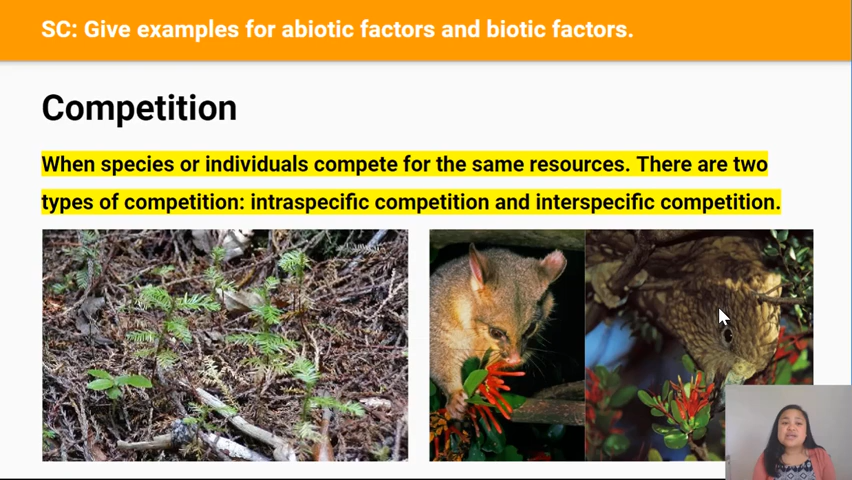 SC: Give examples for abiotic factors and biotic factors.
Competition
When species or individuals compete for the same resources. There are two
types of competition: intraspecific competition and interspecific competition.